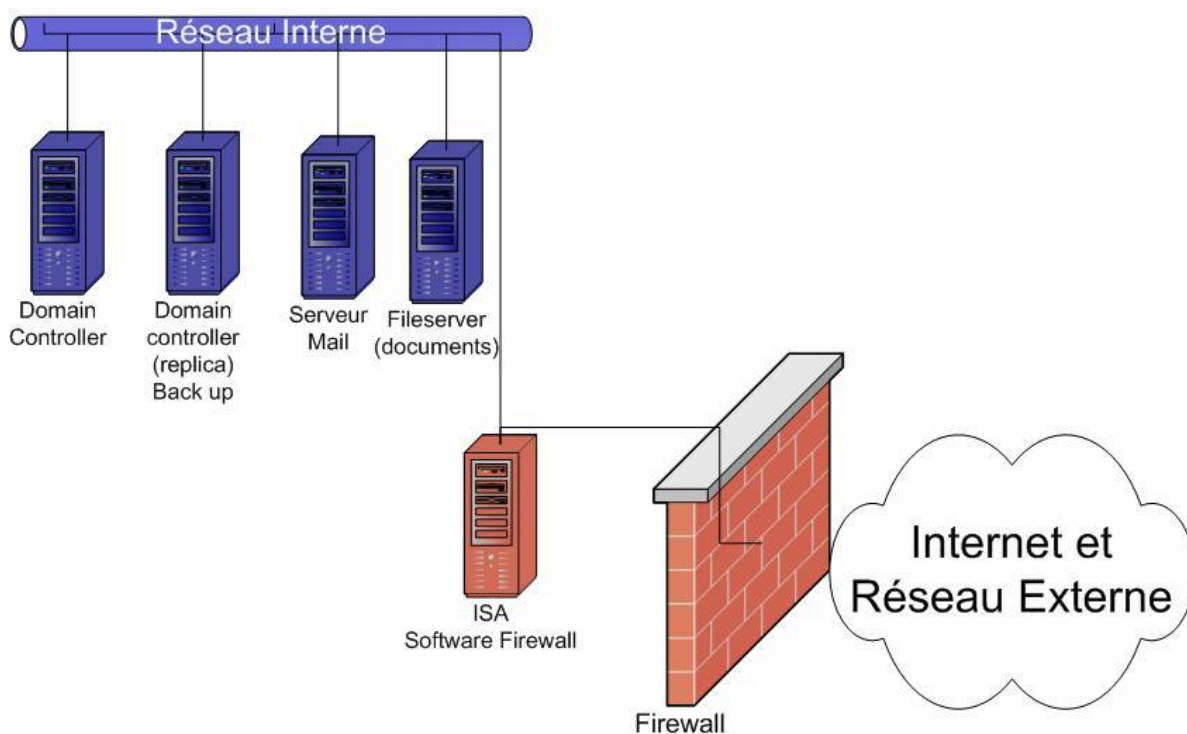 Réseau Interne
Domain
Controller
Domain
controller
(replica)
Back up
Serveur
Mail
Fileserver
(documents)
ISA
Software Firewall
Firewall
Internet et
Réseau Externe